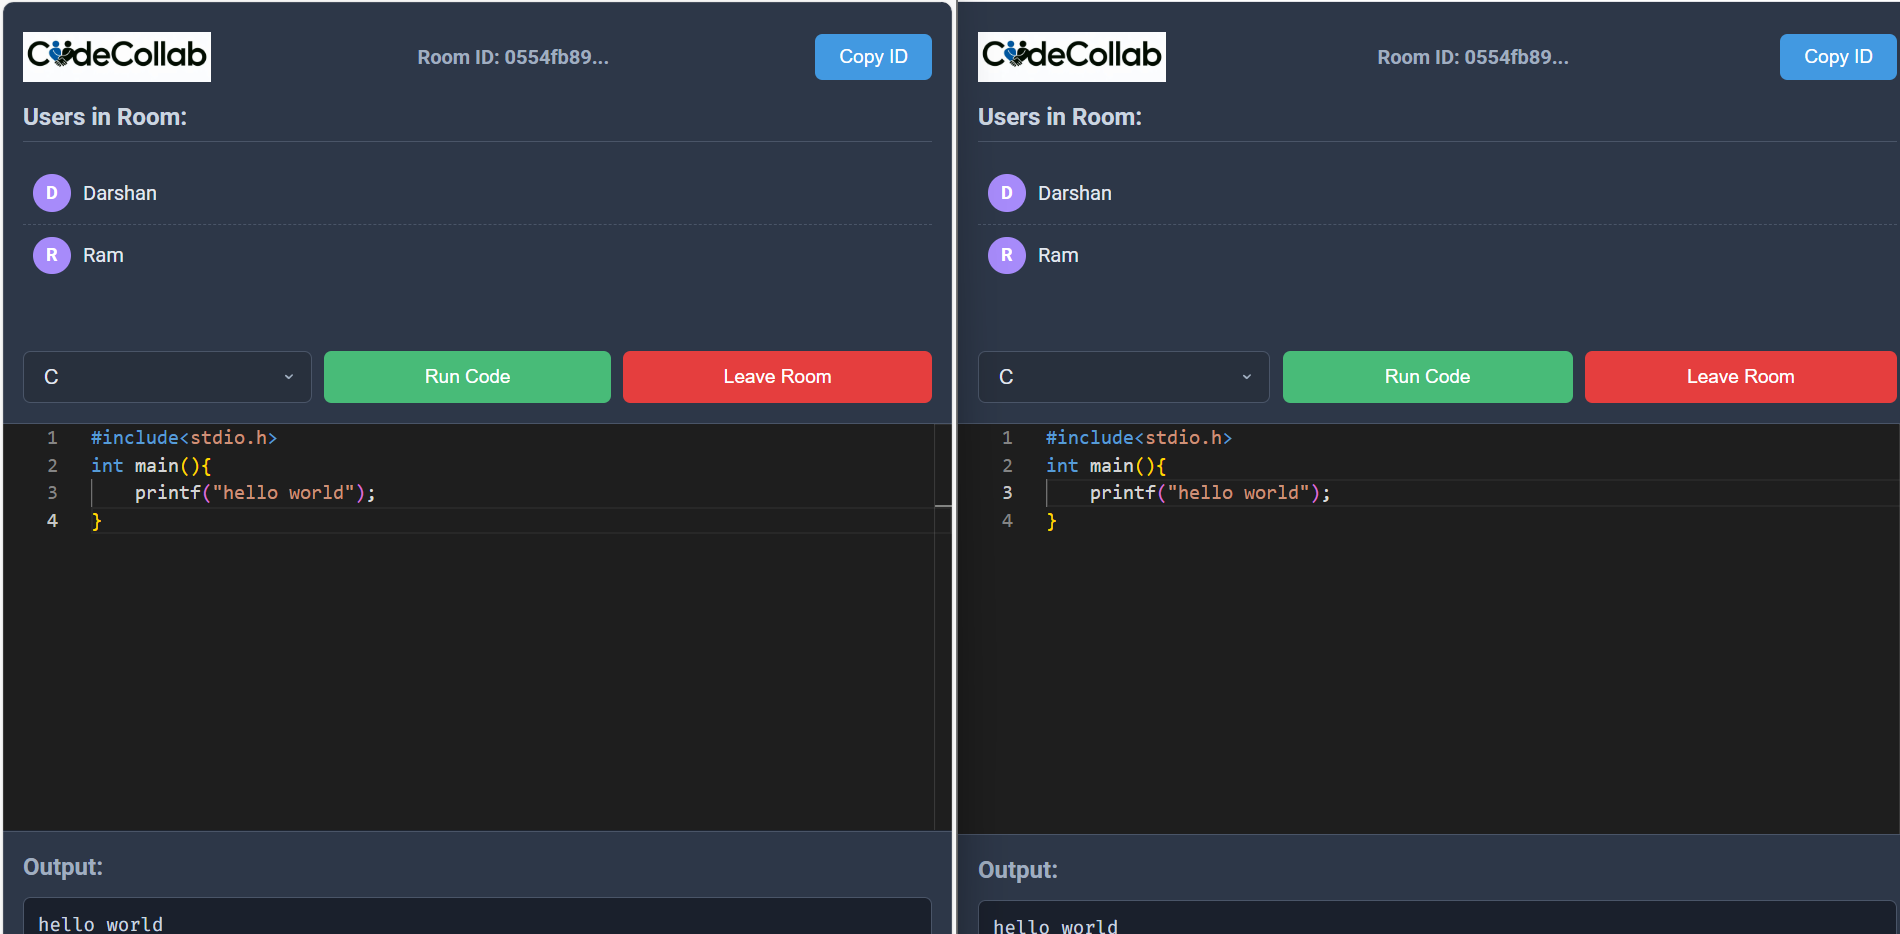 CodeCollab
Room ID: 0554fb89...
Copy ID
Users in Room:
D Darshan
R Ram
C
Run Code
Leave Room
1 #include<stdio.h>
2 int main(){
3 printf("hello world");
4 }
Output:
hello world
CodeCollab
Room ID: 0554fb89...
Copy ID
Users in Room:
D Darshan
R Ram
C
Run Code
Leave Room
1 #include<stdio.h>
2 int main(){
3 printf("hello world");
4 }
Output:
hello world